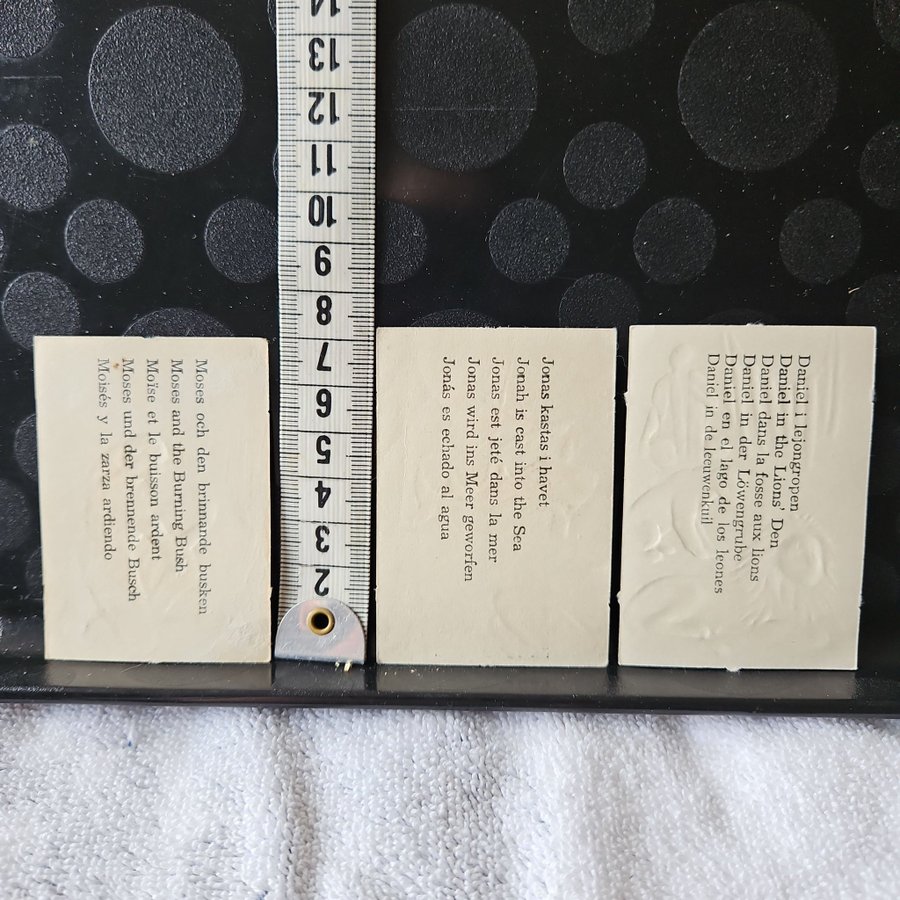 14
13
12
11
10
9
8
7
6
5
4
3
2
Moses och den brinnande busken
Moses and the Burning Bush
Moïse et le buisson ardent
Moses und der brennende Busch
Moisés y la zarza ardiendo
Jonas kastas i havet
Jonah is cast into the Sea
Jonas est jeté dans la mer
Jonas wird ins Meer geworfen
Jonás es echado al agua
Daniel i lejongropen
Daniel in the Lions' Den
Daniel dans la fosse aux lions
Daniel in der Löwengrube
Daniel en el lago de los leones
Daniel in de leeuwenkuil